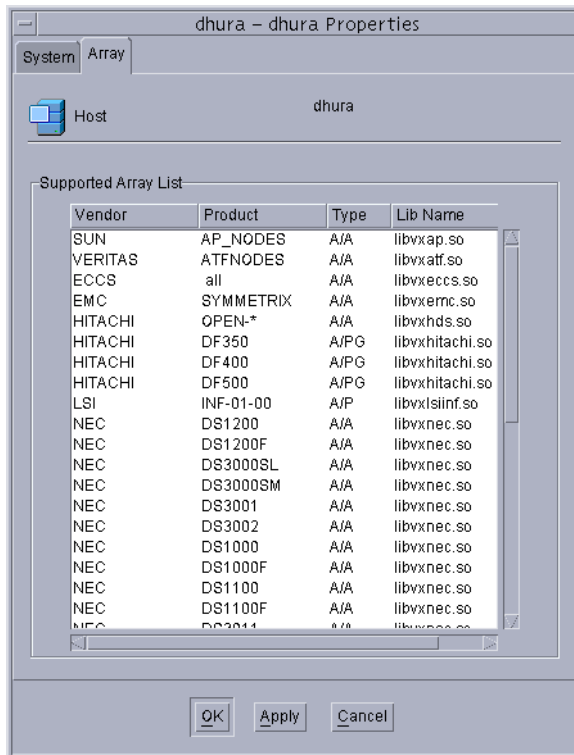 dhura – dhura Properties
System Array
Host dhura
Supported Array List
Vendor Product Type Lib Name
SUN AP_NODES A/A libvxap.so
VERITAS ATFNODES A/A libvxatf.so
ECCS all A/A libvxeccs.so
EMC SYMMETRIX A/A libvxemc.so
HITACHI OPEN-* A/A libvxhds.so
HITACHI DF350 A/PG libvxhitachi.so
HITACHI DF400 A/PG libvxhitachi.so
HITACHI DF500 A/PG libvxhitachi.so
LSI INF-01-00 A/P libvxlsiinf.so
NEC DS1200 A/A libvxnec.so
NEC DS1200F A/A libvxnec.so
NEC DS3000SL A/A libvxnec.so
NEC DS3000SM A/A libvxnec.so
NEC DS3001 A/A libvxnec.so
NEC DS3002 A/A libvxnec.so
NEC DS1000 A/A libvxnec.so
NEC DS1000F A/A libvxnec.so
NEC DS1100 A/A libvxnec.so
NEC DS1100F A/A libvxnec.so
NEC DS3011 A/A libvxnec.so
OK Apply Cancel